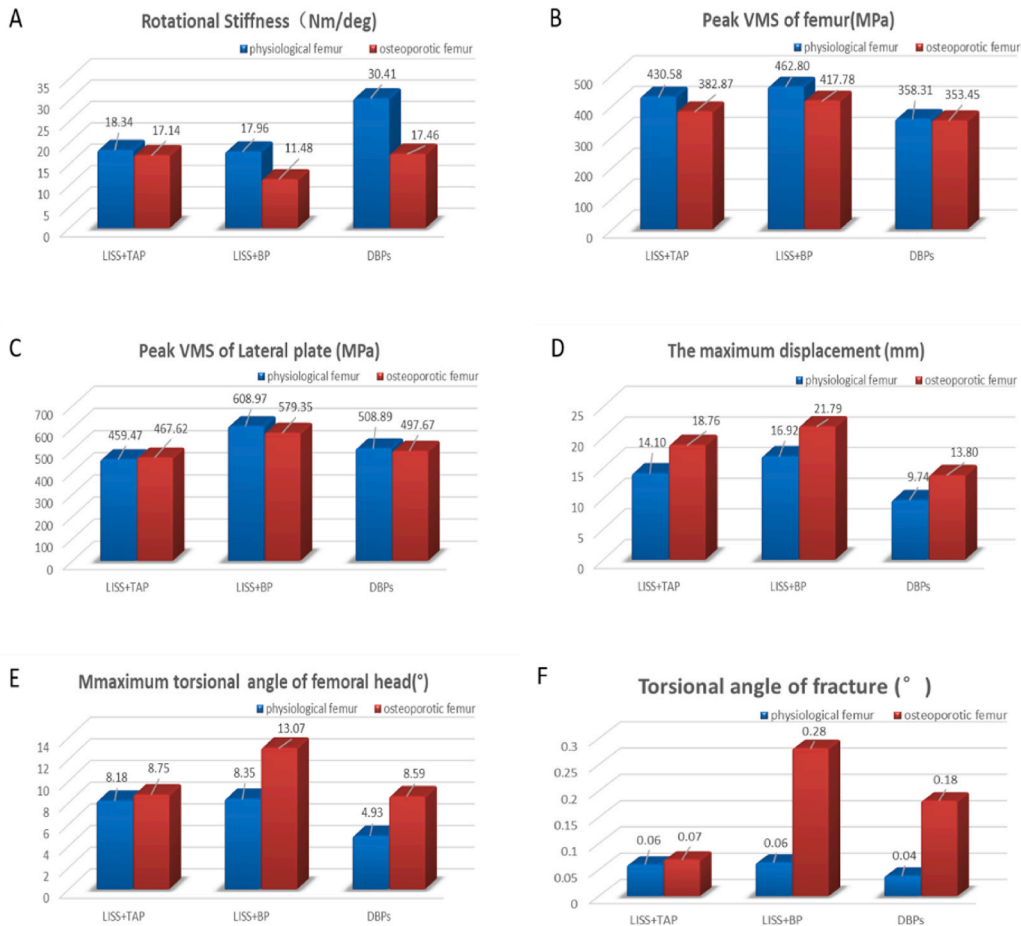 A
Rotational Stiffness（Nm/deg)
physiological femur osteoporotic femur
35
30
25
20
15
10
5
0
18.34 17.14 17.96 11.48 30.41 17.46
LISS+TAP LISS+BP DBPs
B
Peak VMS of femur(MPa)
physiological femur osteoporotic femur
500
400
300
200
100
0
430.58 382.87 462.80 417.78 358.31 353.45
LISS+TAP LISS+BP DBPs
C
Peak VMS of Lateral plate (MPa)
physiological femur osteoporotic femur
700
600
500
400
300
200
100
0
459.47 467.62 608.97 579.35 508.89 497.67
LISS+TAP LISS+BP DBPs
D
The maximum displacement (mm)
physiological femur osteoporotic femur
25
20
15
10
5
0
14.10 18.76 16.92 21.79 9.74 13.80
LISS+TAP LISS+BP DBPs
E
Mmaximum torsional angle of femoral head(°)
physiological femur osteoporotic femur
14
12
10
8
6
4
2
0
8.18 8.75 8.35 13.07 4.93 8.59
LISS+TAP LISS+BP DBPs
F
Torsional angle of fracture (° )
physiological femur osteoporotic femur
0.3
0.25
0.2
0.15
0.1
0.05
0
0.06 0.07 0.06 0.28 0.04 0.18
LISS+TAP LISS+BP DBPs